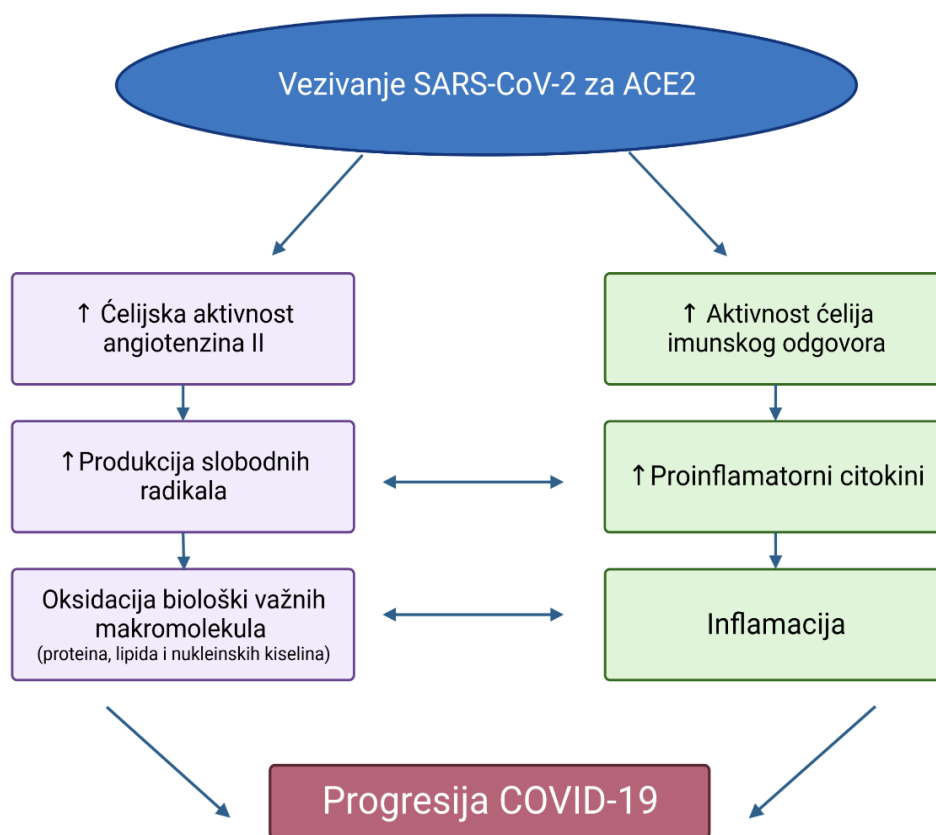 Vezivanje SARS-CoV-2 za ACE2
↑ Ćelijska aktivnost
angiotenzina II
↑ Aktivnost ćelija
imunskog odgovora
↑Produkcija slobodnih
radikala
↑Proinflamatorni citokini
Oksidacija biološki važnih
makromolekula
(proteina, lipida i nukleinskih kiselina)
Inflamacija
Progresija COVID-19